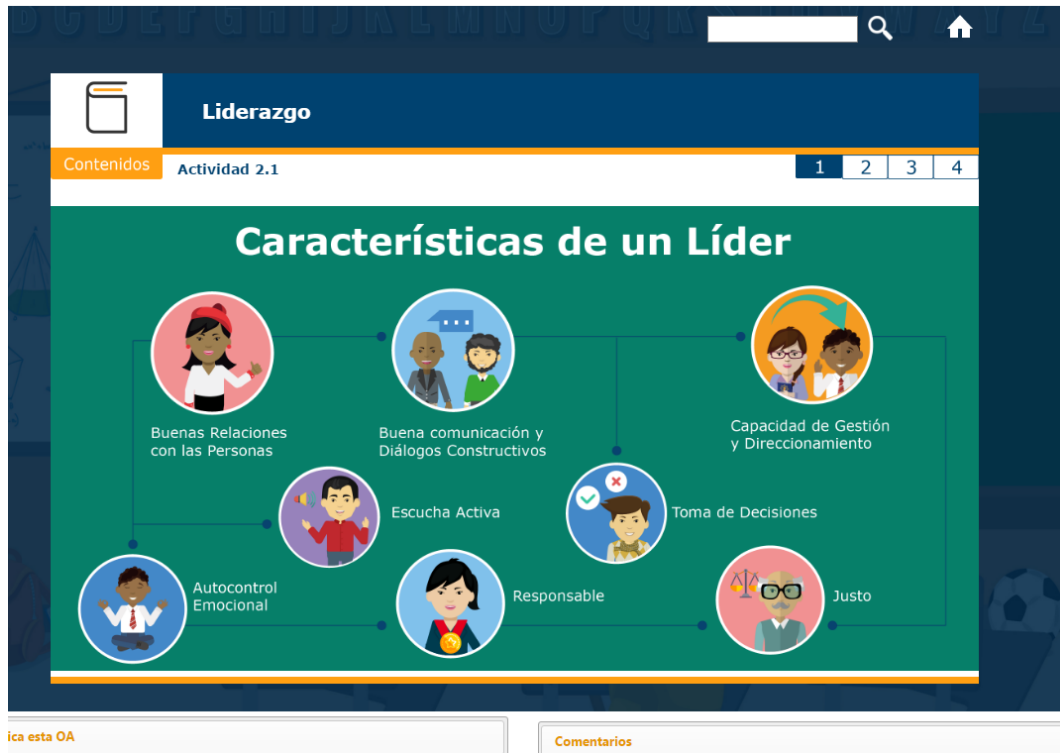 Liderazgo
Contenidos
Actividad 2.1
1 2 3 4
Características de un Líder
Buenas Relaciones
con las Personas
Buena comunicación y
Diálogos Constructivos
Capacidad de Gestión
y Direccionamiento
Escucha Activa
Toma de Decisiones
Autocontrol
Emocional
Responsable
Justo
ica esta OA
Comentarios